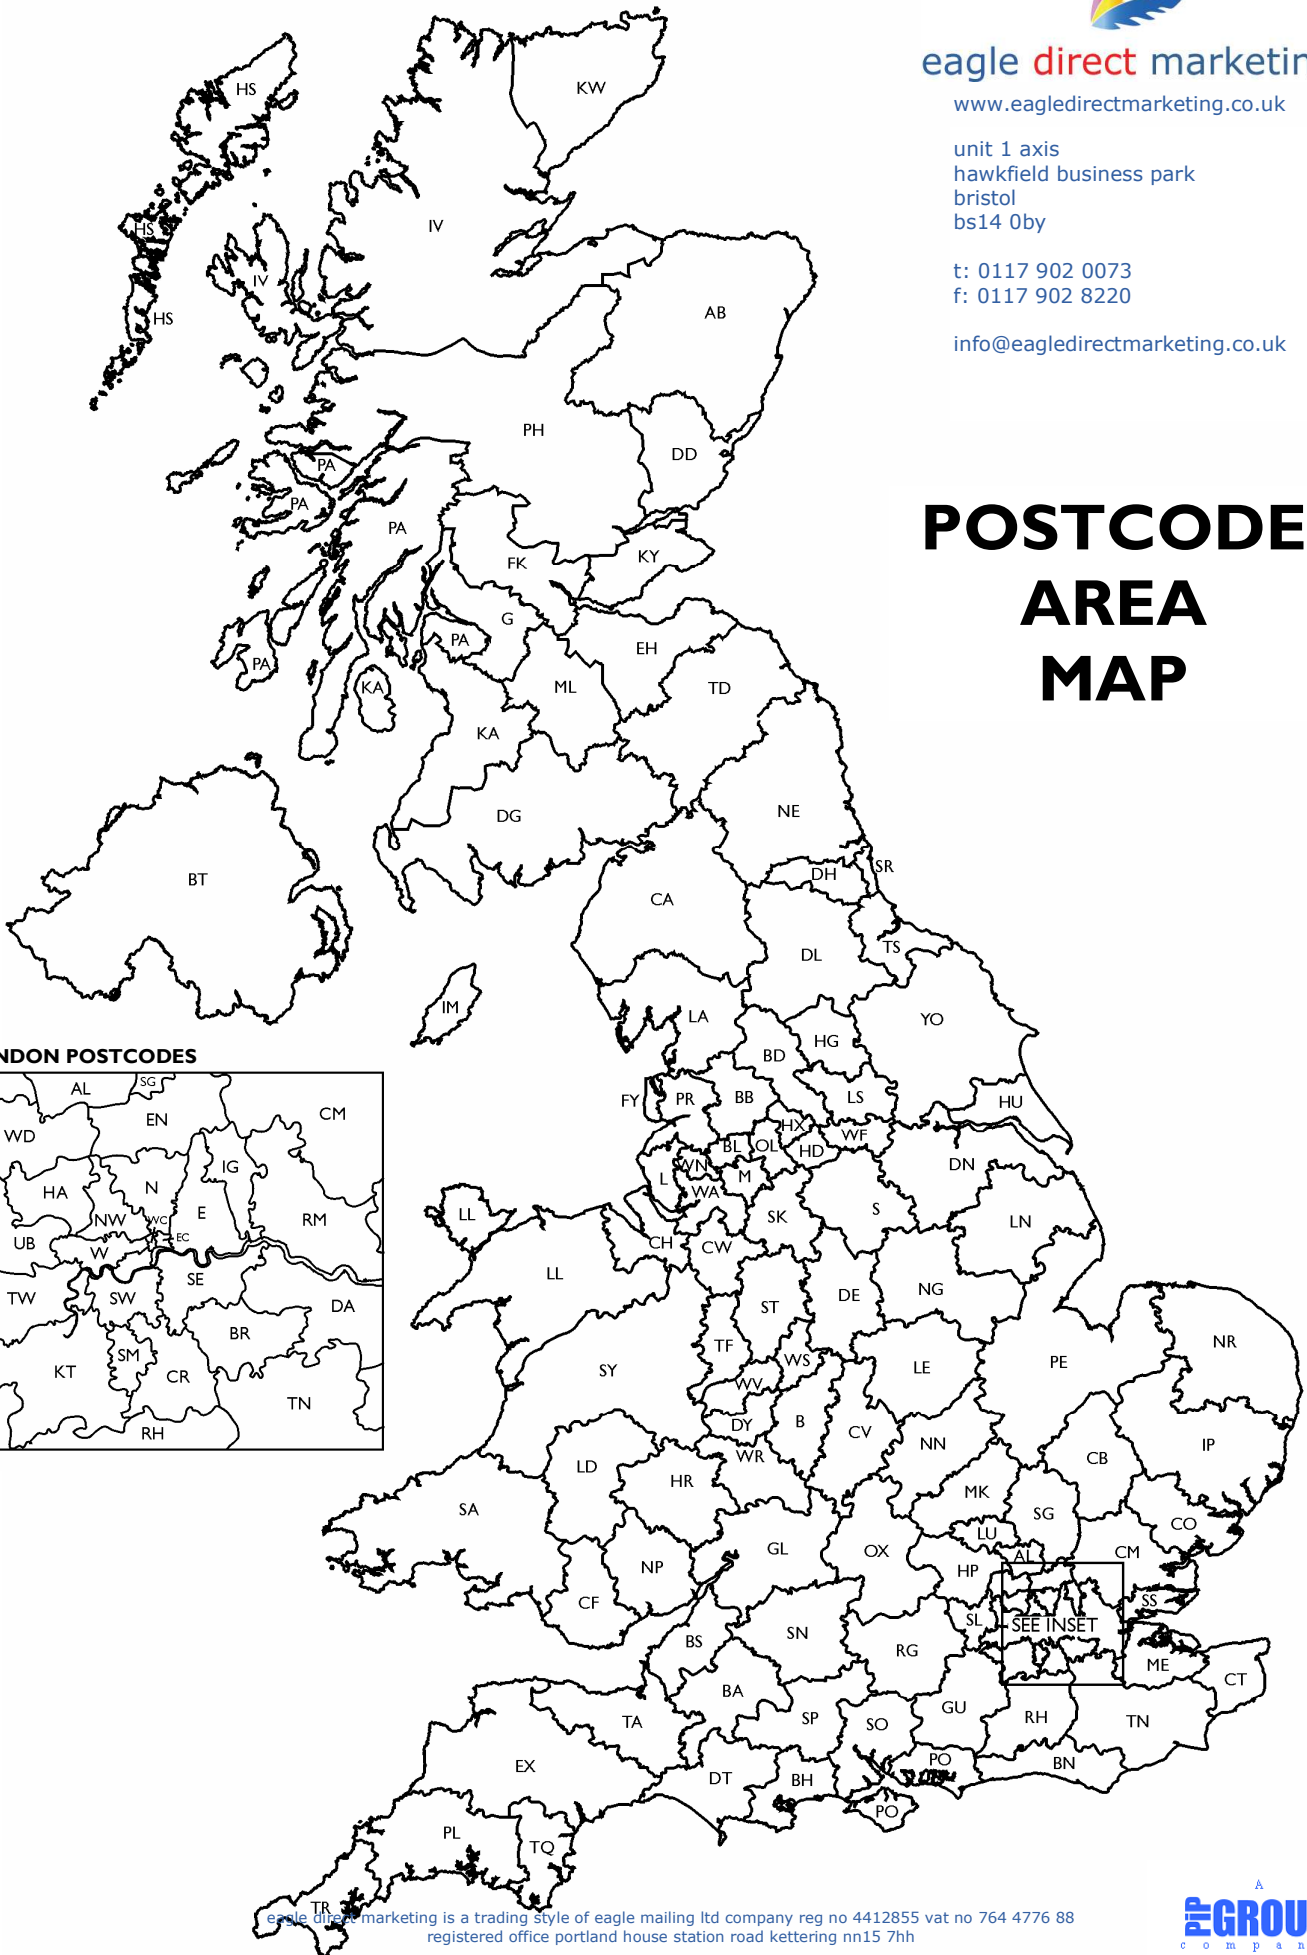 eagle direct marketin
www.eagledirectmarketing.co.uk
unit 1 axis
hawkfield business park
bristol
bs14 0by
t: 0117 902 0073
f: 0117 902 8220
info@eagledirectmarketing.co.uk
POSTCODE
AREA
MAP
HS
KW
HS
IV
IV
HS
AB
PH
DD
PA
PA
PA
FK
KY
G
PA
EH
PA
KA
ML
TD
KA
NE
DG
BT
DH
SR
CA
TS
DL
IM
LA
YO
HG
BD
FY
PR
BB
LS
HU
HX
WF
BL
OL
HD
WN
DN
L
M
WA
LL
SK
S
LN
CH
CW
LL
DE
NG
ST
TF
WS
NR
SY
LE
PE
WV
DY
B
CV
NN
IP
WR
CB
LD
HR
MK
SA
SG
CO
LU
GL
OX
AL
CM
NP
HP
CF
SS
SL
SEE INSET
SN
BS
RG
ME
CT
BA
GU
TA
SP
SO
RH
TN
EX
PO
BN
DT
BH
PO
PL
TQ
TR
NDON POSTCODES
AL
SG
CM
EN
WD
IG
HA
N
E
RM
NW
WC
UB
W
EC
SE
TW
SW
DA
BR
SM
KT
CR
TN
RH
eagle direct marketing is a trading style of eagle mailing ltd company reg no 4412855 vat no 764 4776 88
registered office portland house station road kettering nn15 7hh
A
PIP GROU
c o m p a n